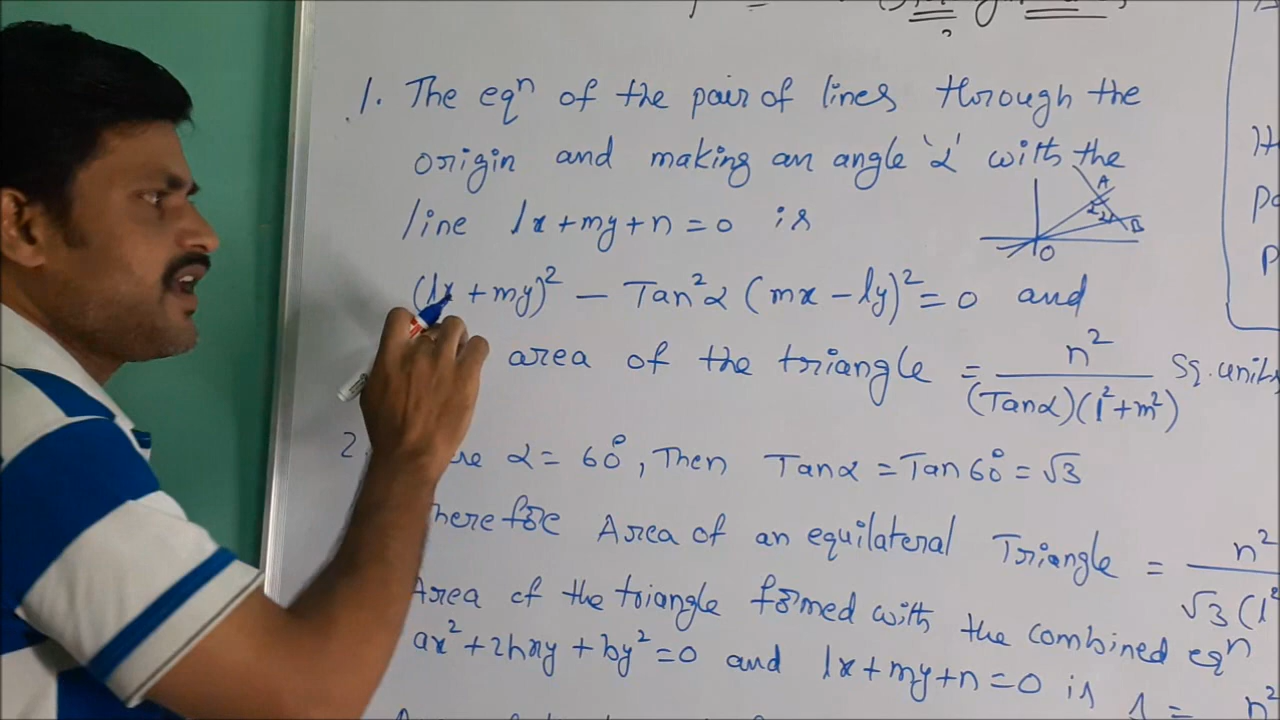 1. The eqⁿ of the pair of lines through the
origin and making an angle 'α' with the
line lx+my+n=0 is
A
α α
B
O
(lx+my)² − Tan²α (mx−ly)² = 0 and
area of the triangle = n² / (Tanα)(l²+m²) Sq. units
2. α = 60°, Then Tanα = Tan60° = √3
Area of an equilateral Triangle = n² / √3 (l²
Area of the triangle formed with the combined eqⁿ
ax²+2hxy+by²=0 and lx+my+n=0 is Δ = n²